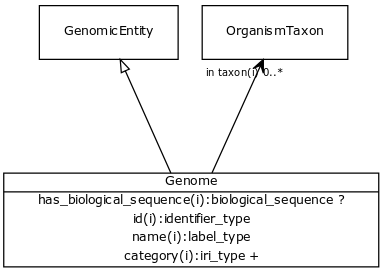 GenomicEntity
OrganismTaxon
in taxon(i) 0..*
Genome
has_biological_sequence(i):biological_sequence ?
id(i):identifier_type
name(i):label_type
category(i):iri_type +